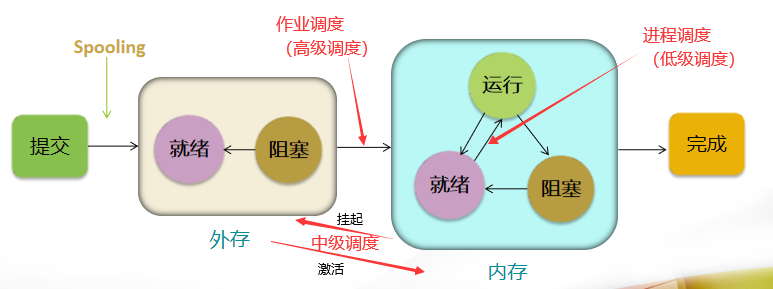 作业调度
（高级调度）
进程调度
（低级调度）
Spooling
运行
提交
就绪
阻塞
就绪
阻塞
完成
挂起
外存
中级调度
激活
内存